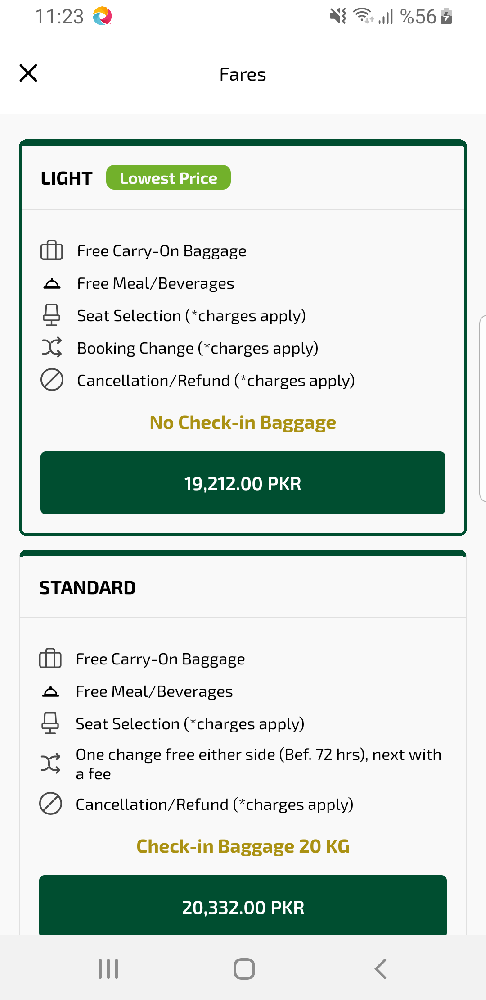 11:23
%56
Fares
LIGHT
Lowest Price
Free Carry-On Baggage
Free Meal/Beverages
Seat Selection (*charges apply)
Booking Change (*charges apply)
Cancellation/Refund (*charges apply)
No Check-in Baggage
19,212.00 PKR
STANDARD
Free Carry-On Baggage
Free Meal/Beverages
Seat Selection (*charges apply)
One change free either side (Bef. 72 hrs), next with
a fee
Cancellation/Refund (*charges apply)
Check-in Baggage 20 KG
20,332.00 PKR